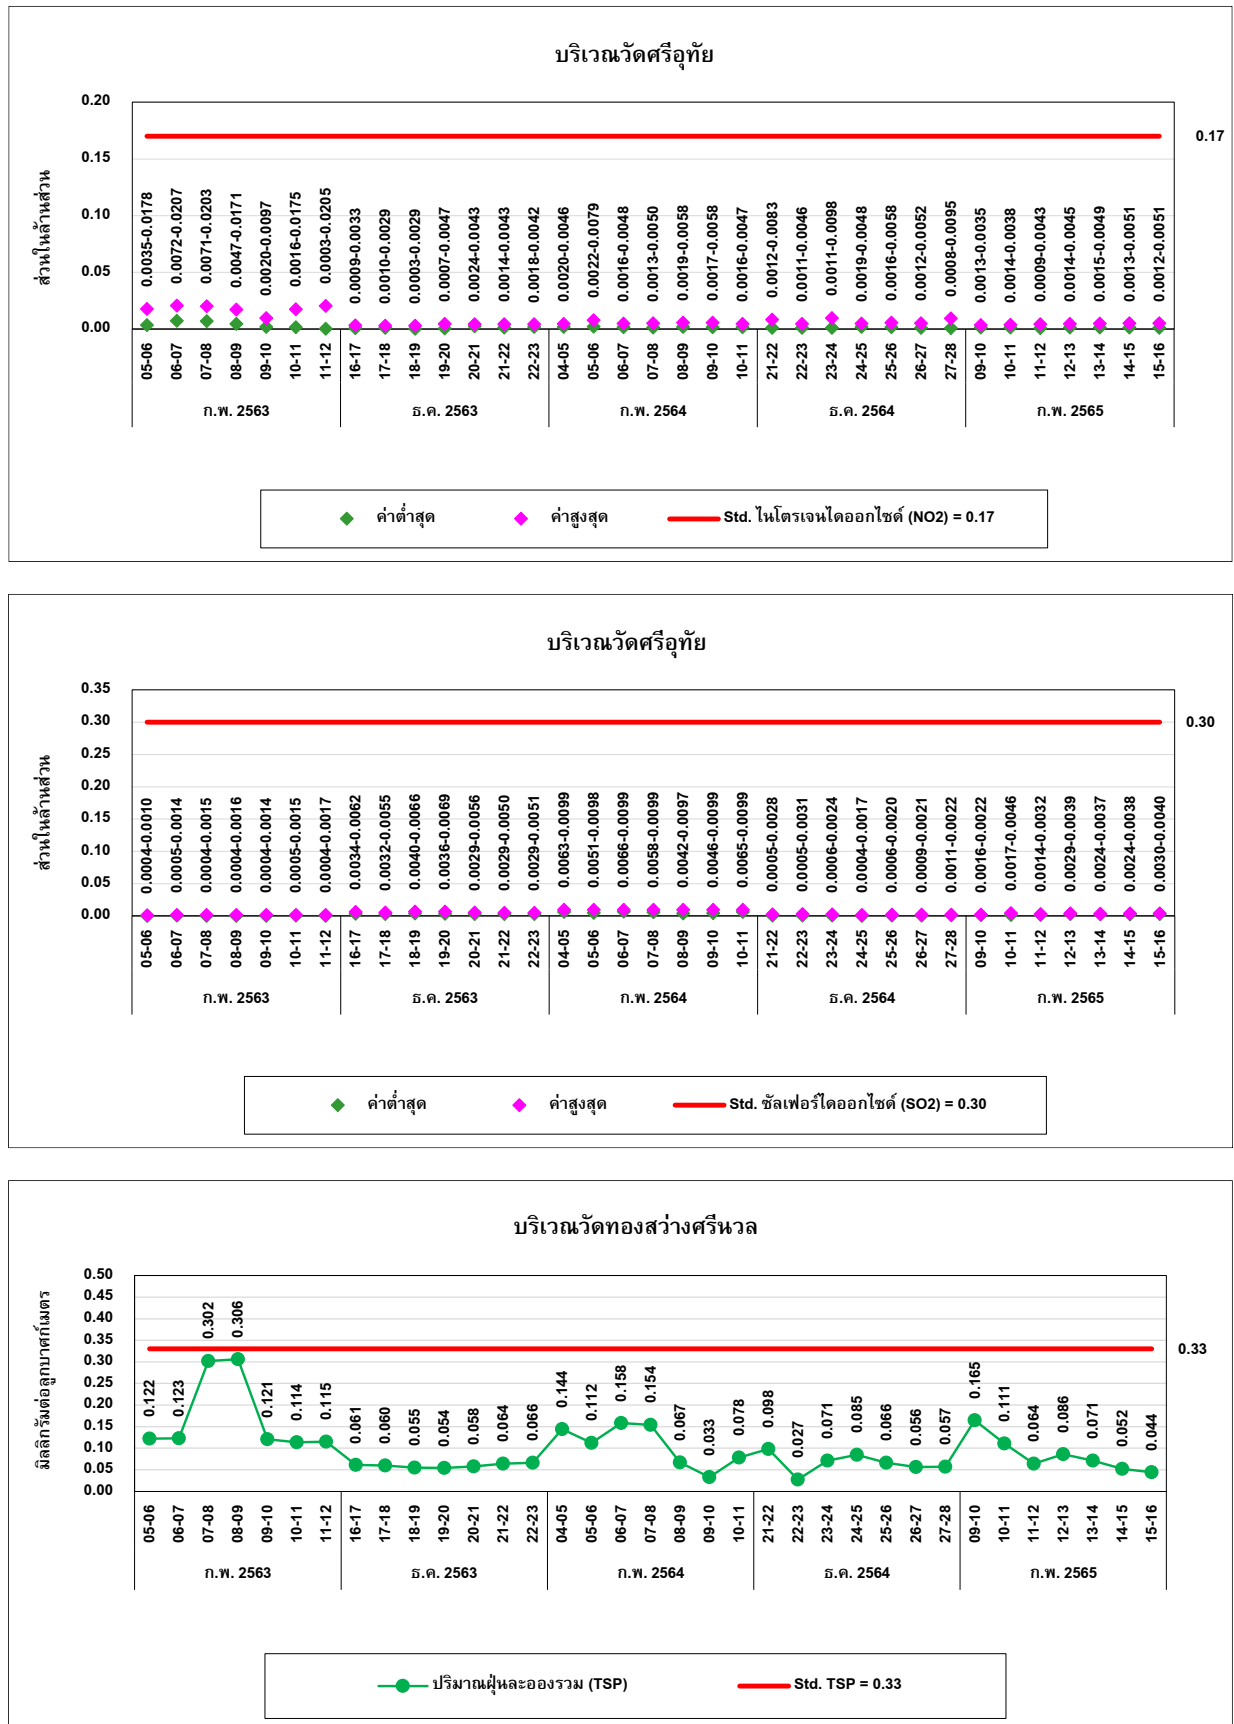 บริเวณวัดศรีอุทัย
ส่วนในล้านส่วน
0.20
0.15
0.10
0.05
0.00
0.17
0.0035-0.0178 0.0072-0.0207 0.0071-0.0203 0.0047-0.0171 0.0020-0.0097 0.0016-0.0175 0.0003-0.0205 0.0009-0.0033 0.0010-0.0029 0.0003-0.0029 0.0007-0.0047 0.0024-0.0043 0.0014-0.0043 0.0018-0.0042 0.0020-0.0046 0.0022-0.0079 0.0016-0.0048 0.0013-0.0050 0.0019-0.0058 0.0017-0.0058 0.0016-0.0047 0.0012-0.0083 0.0011-0.0046 0.0011-0.0098 0.0019-0.0048 0.0016-0.0058 0.0012-0.0052 0.0008-0.0095 0.0013-0.0035 0.0014-0.0038 0.0009-0.0043 0.0014-0.0045 0.0015-0.0049 0.0013-0.0051 0.0012-0.0051
05-06 06-07 07-08 08-09 09-10 10-11 11-12 16-17 17-18 18-19 19-20 20-21 21-22 22-23 04-05 05-06 06-07 07-08 08-09 09-10 10-11 21-22 22-23 23-24 24-25 25-26 26-27 27-28 09-10 10-11 11-12 12-13 13-14 14-15 15-16
ก.พ. 2563 ธ.ค. 2563 ก.พ. 2564 ธ.ค. 2564 ก.พ. 2565
ค่าต่ำสุด ค่าสูงสุด Std. ไนโตรเจนไดออกไซด์ (NO2) = 0.17
บริเวณวัดศรีอุทัย
ส่วนในล้านส่วน
0.35
0.30
0.25
0.20
0.15
0.10
0.05
0.00
0.30
0.0004-0.0010 0.0005-0.0014 0.0004-0.0015 0.0004-0.0016 0.0004-0.0014 0.0005-0.0015 0.0004-0.0017 0.0034-0.0062 0.0032-0.0055 0.0040-0.0066 0.0036-0.0069 0.0029-0.0056 0.0029-0.0050 0.0029-0.0051 0.0063-0.0099 0.0051-0.0098 0.0066-0.0099 0.0058-0.0099 0.0042-0.0097 0.0046-0.0099 0.0065-0.0099 0.0005-0.0028 0.0005-0.0031 0.0006-0.0024 0.0004-0.0017 0.0006-0.0020 0.0009-0.0021 0.0011-0.0022 0.0016-0.0022 0.0017-0.0046 0.0014-0.0032 0.0029-0.0039 0.0024-0.0037 0.0024-0.0038 0.0030-0.0040
05-06 06-07 07-08 08-09 09-10 10-11 11-12 16-17 17-18 18-19 19-20 20-21 21-22 22-23 04-05 05-06 06-07 07-08 08-09 09-10 10-11 21-22 22-23 23-24 24-25 25-26 26-27 27-28 09-10 10-11 11-12 12-13 13-14 14-15 15-16
ก.พ. 2563 ธ.ค. 2563 ก.พ. 2564 ธ.ค. 2564 ก.พ. 2565
ค่าต่ำสุด ค่าสูงสุด Std. ซัลเฟอร์ไดออกไซด์ (SO2) = 0.30
บริเวณวัดทองสว่างศรีนวล
มิลลิกรัมต่อลูกบาศก์เมตร
0.50
0.45
0.40
0.35
0.30
0.25
0.20
0.15
0.10
0.05
0.00
0.33
0.122 0.123 0.302 0.306 0.121 0.114 0.115 0.061 0.060 0.055 0.054 0.058 0.064 0.066 0.144 0.112 0.158 0.154 0.067 0.033 0.078 0.098 0.027 0.071 0.085 0.066 0.056 0.057 0.165 0.111 0.064 0.086 0.071 0.052 0.044
05-06 06-07 07-08 08-09 09-10 10-11 11-12 16-17 17-18 18-19 19-20 20-21 21-22 22-23 04-05 05-06 06-07 07-08 08-09 09-10 10-11 21-22 22-23 23-24 24-25 25-26 26-27 27-28 09-10 10-11 11-12 12-13 13-14 14-15 15-16
ก.พ. 2563 ธ.ค. 2563 ก.พ. 2564 ธ.ค. 2564 ก.พ. 2565
ปริมาณฝุ่นละอองรวม (TSP) Std. TSP = 0.33